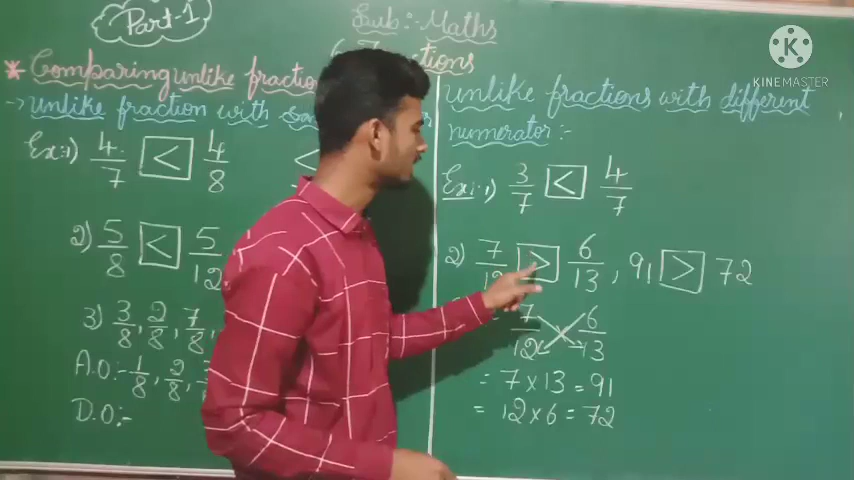 Part-1
Sub:- Maths
* Comparing unlike fraction
→ unlike fraction with
Ex:1) 4/7 < 4/8 <
2) 5/8 < 5/12
3) 3/8, 2/8, 7/8,
A.O:- 1/8, 2/8,
D.O:-
unlike fractions with different
numerator:-
Ex:-1) 3/7 < 4/7
2) 7/12 > 6/13, 91 > 72
7/12 6/13
= 7×13 = 91
= 12×6 = 72
KINEMASTER